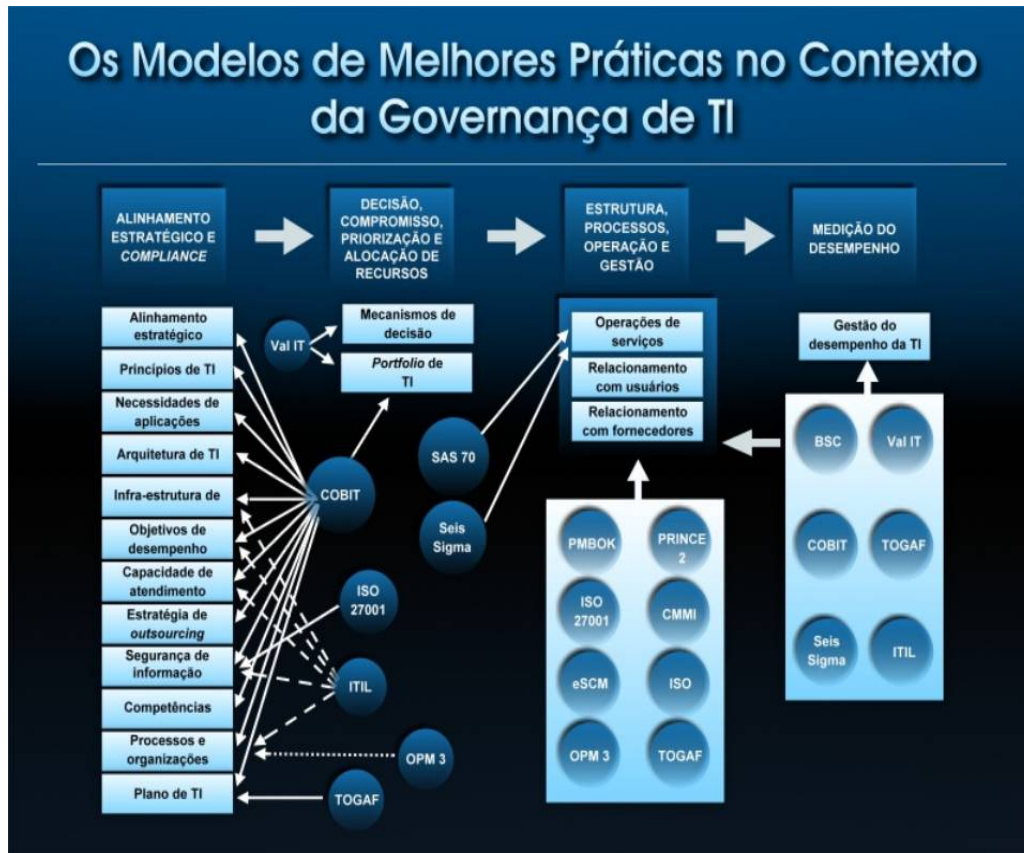 Os Modelos de Melhores Práticas no Contexto
da Governança de TI
ALINHAMENTO
ESTRATÉGICO E
COMPLIANCE
DECISÃO,
COMPROMISSO,
PRIORIZAÇÃO E
ALOCAÇÃO DE
RECURSOS
ESTRUTURA,
PROCESSOS,
OPERAÇÃO E
GESTÃO
MEDIÇÃO DO
DESEMPENHO
Alinhamento
estratégico
Princípios de TI
Necessidades de
aplicações
Arquitetura de TI
Infra-estrutura de
Objetivos de
desempenho
Capacidade de
atendimento
Estratégia de
outsourcing
Segurança de
informação
Competências
Processos e
organizações
Plano de TI
Val IT
Mecanismos de
decisão
Portfolio de
TI
COBIT
ISO
27001
ITIL
OPM 3
TOGAF
SAS 70
Seis
Sigma
Operações de
serviços
Relacionamento
com usuários
Relacionamento
com fornecedores
PMBOK
PRINCE
2
ISO
27001
CMMI
eSCM
ISO
OPM 3
TOGAF
Gestão do
desempenho da TI
BSC
Val IT
COBIT
TOGAF
Seis
Sigma
ITIL